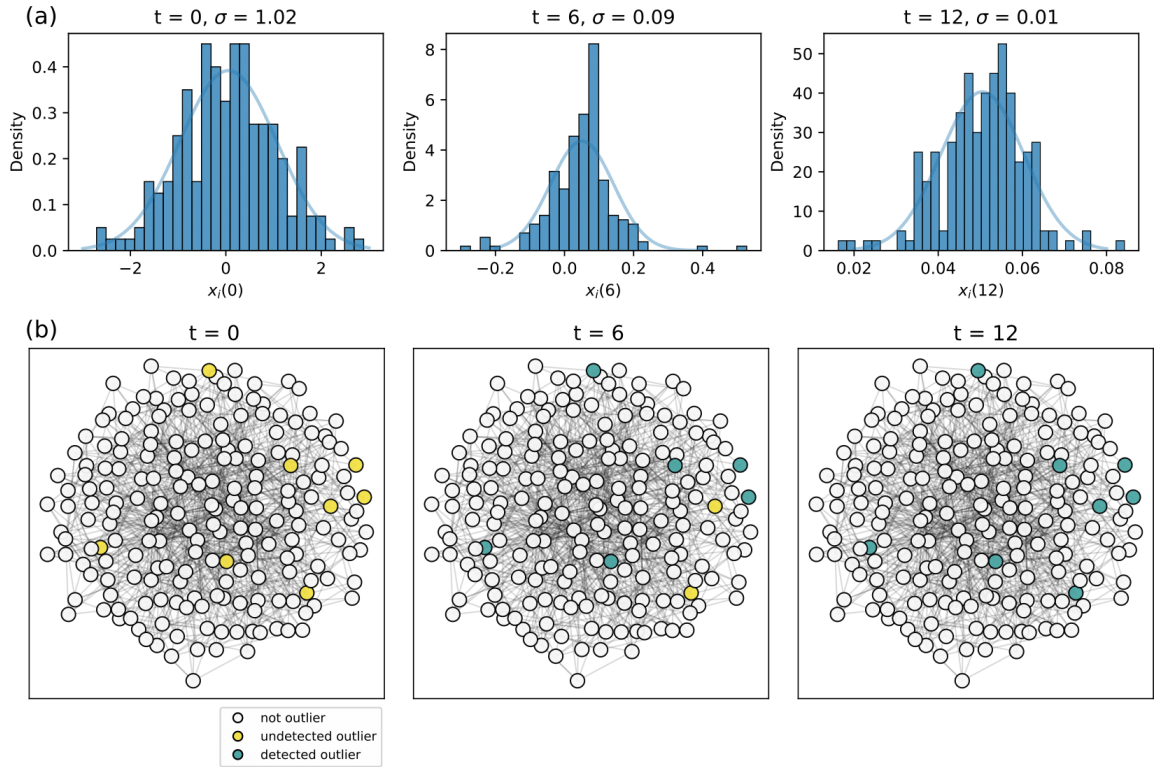 (a)
t = 0, σ = 1.02
t = 6, σ = 0.09
t = 12, σ = 0.01
Density
0.4
0.3
0.2
0.1
0.0
−2
0
2
x_i(0)
Density
8
6
4
2
0
−0.2
0.0
0.2
0.4
x_i(6)
Density
50
40
30
20
10
0
0.02
0.04
0.06
0.08
x_i(12)
(b)
t = 0
t = 6
t = 12
not outlier
undetected outlier
detected outlier